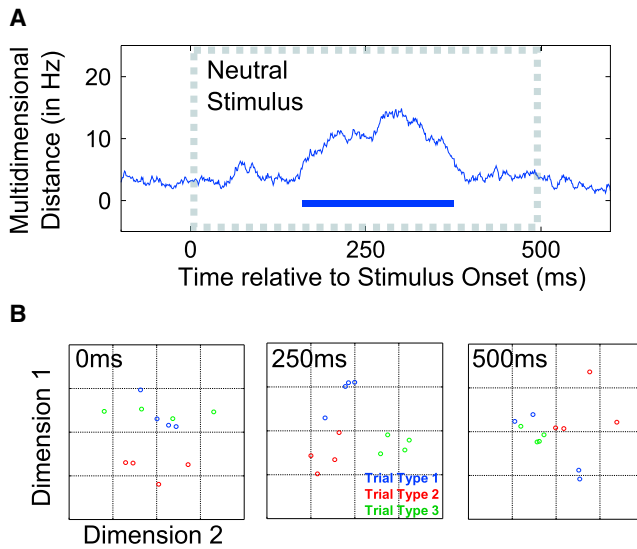 A
Multidimensional
Distance (in Hz)
20
10
0
Neutral
Stimulus
0
250
500
Time relative to Stimulus Onset (ms)
B
Dimension 1
0ms
250ms
500ms
Trial Type 1
Trial Type 2
Trial Type 3
Dimension 2